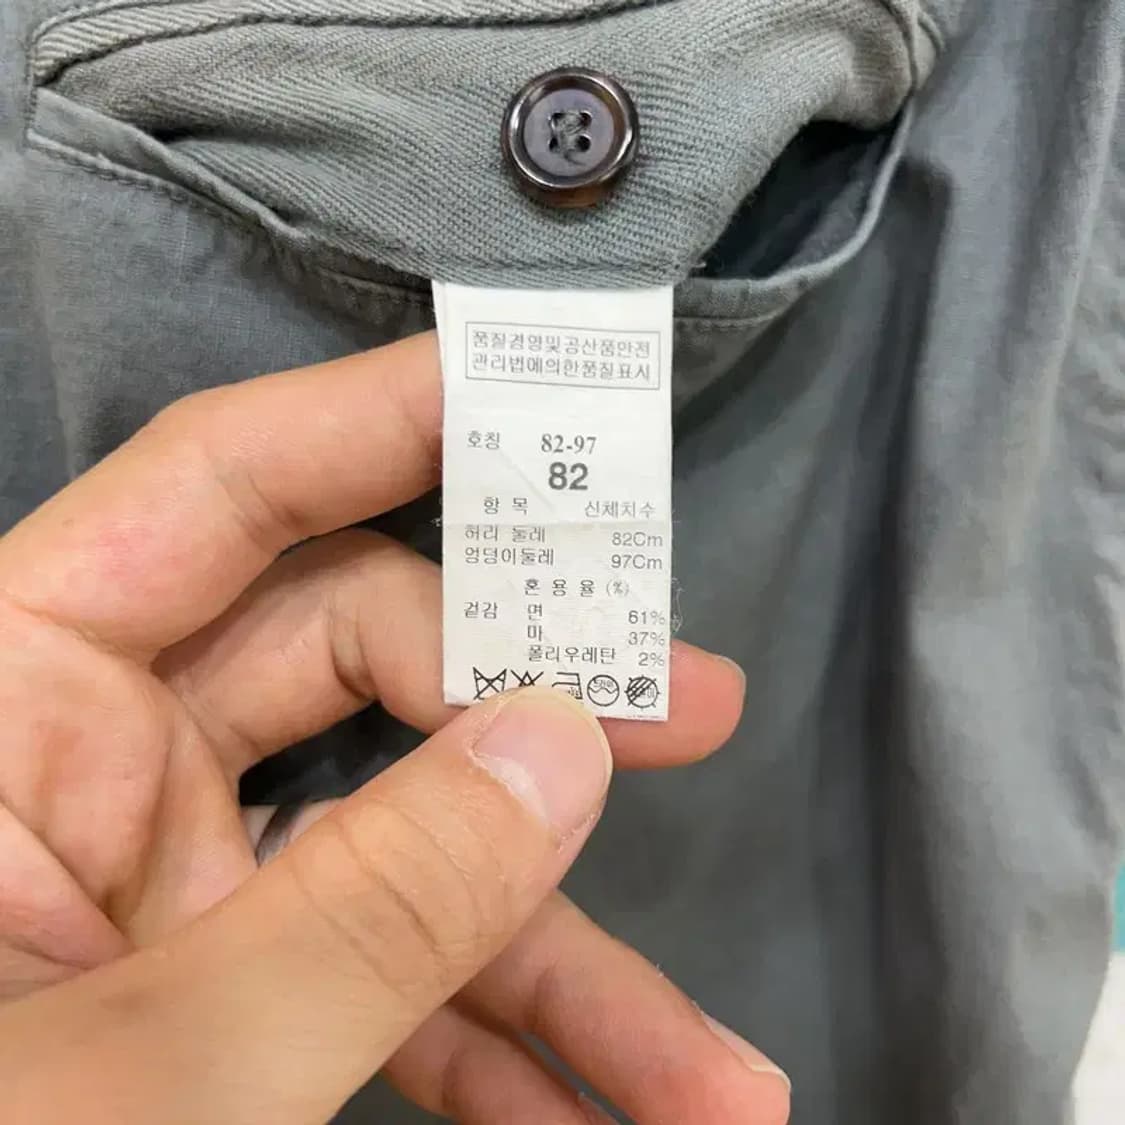 품질경영및공산품안전
관리법에의한품질표시
호칭 82-97
82
항 목 신체치수
허리 둘레 82Cm
엉덩이둘레 97Cm
혼 용 율 (%)
겉감 면 61%
마 37%
폴리우레탄 2%